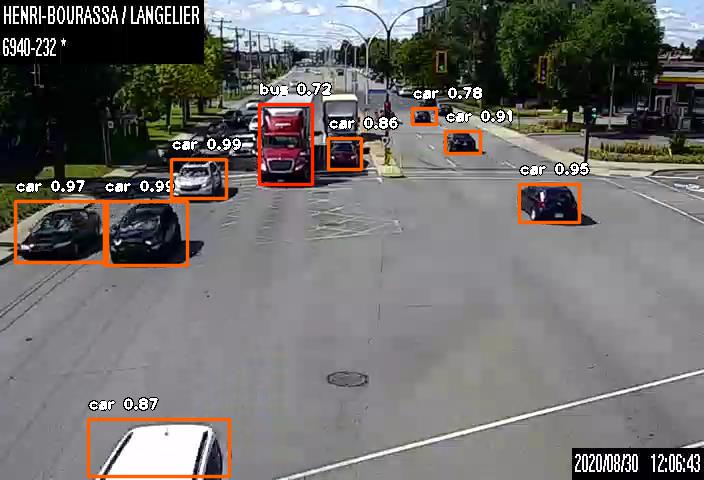 HENRI-BOURASSA / LANGELIER
6940-232 *
bus 0.72
car 0.78
car 0.91
car 0.86
car 0.99
car 0.95
car 0.97
car 0.99
car 0.87
2020/08/30 12:06:43